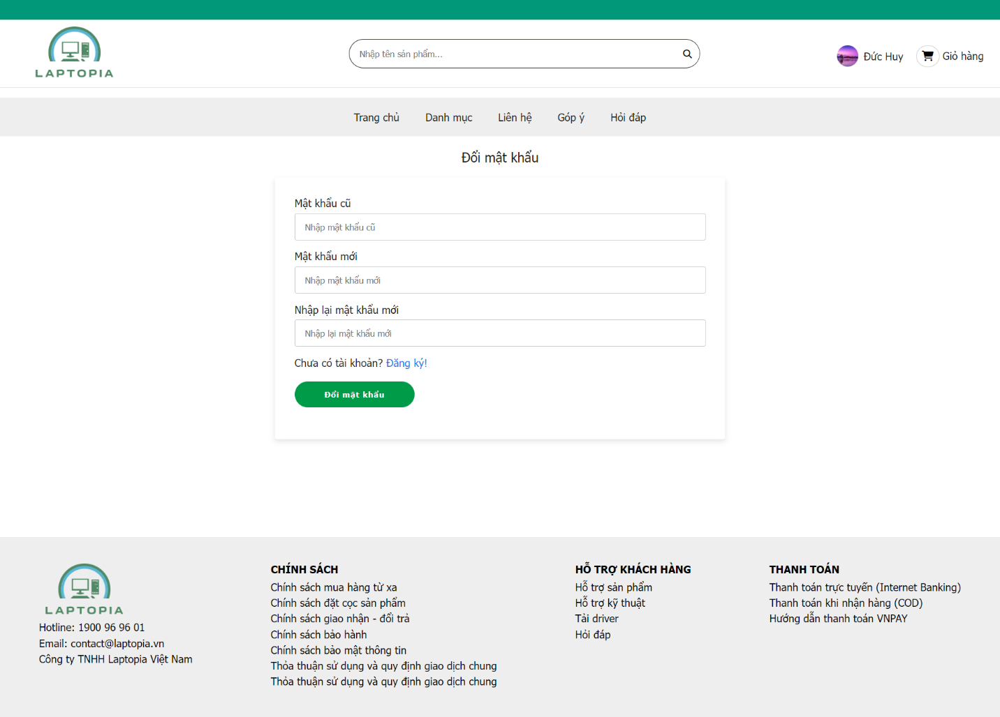 LAPTOPIA
Nhập tên sản phẩm...
Đức Huy
Giỏ hàng
Trang chủ
Danh mục
Liên hệ
Góp ý
Hỏi đáp
Đổi mật khẩu
Mật khẩu cũ
Nhập mật khẩu cũ
Mật khẩu mới
Nhập mật khẩu mới
Nhập lại mật khẩu mới
Nhập lại mật khẩu mới
Chưa có tài khoản? Đăng ký!
Đổi mật khẩu
LAPTOPIA
Hotline: 1900 96 96 01
Email: contact@laptopia.vn
Công ty TNHH Laptopia Việt Nam
CHÍNH SÁCH
Chính sách mua hàng từ xa
Chính sách đặt cọc sản phẩm
Chính sách giao nhận - đổi trả
Chính sách bảo hành
Chính sách bảo mật thông tin
Thỏa thuận sử dụng và quy định giao dịch chung
Thỏa thuận sử dụng và quy định giao dịch chung
HỖ TRỢ KHÁCH HÀNG
Hỗ trợ sản phẩm
Hỗ trợ kỹ thuật
Tải driver
Hỏi đáp
THANH TOÁN
Thanh toán trực tuyến (Internet Banking)
Thanh toán khi nhận hàng (COD)
Hướng dẫn thanh toán VNPAY